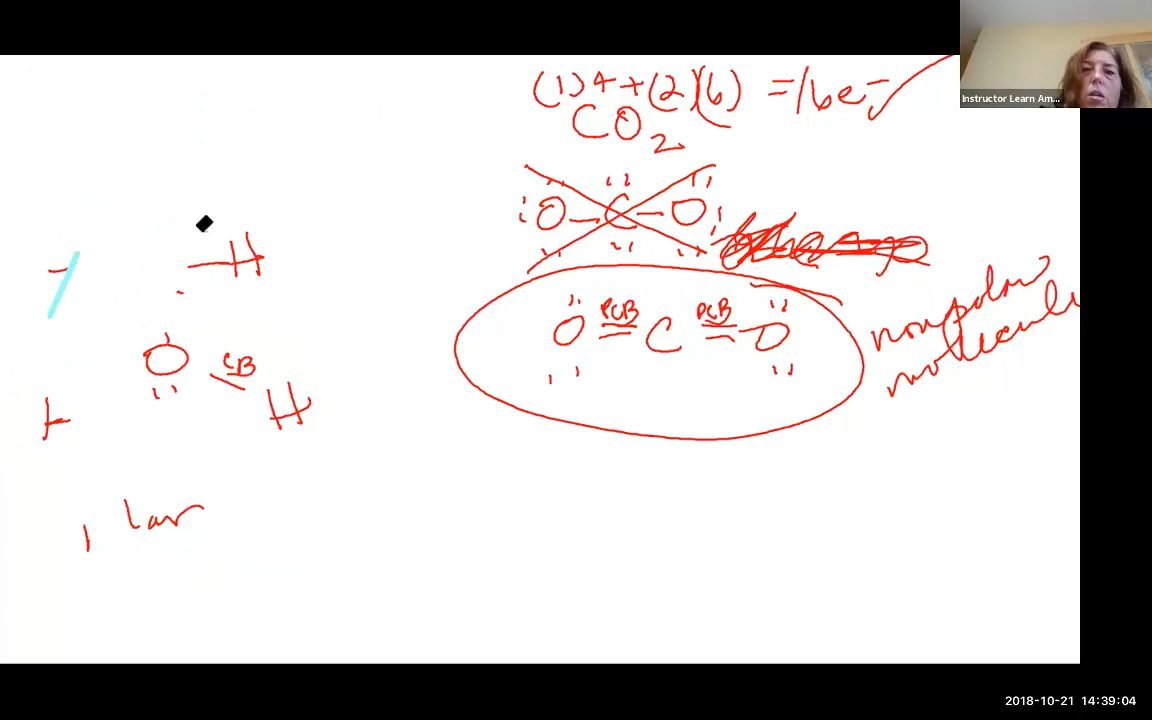 (1)4+(2)(6) =16e-
CO2
Instructor Learn Am...
O-C-O
-H
PCB PCB
O=C=O
nonpolar
molecule
O
CB
H
2018-10-21 14:39:04